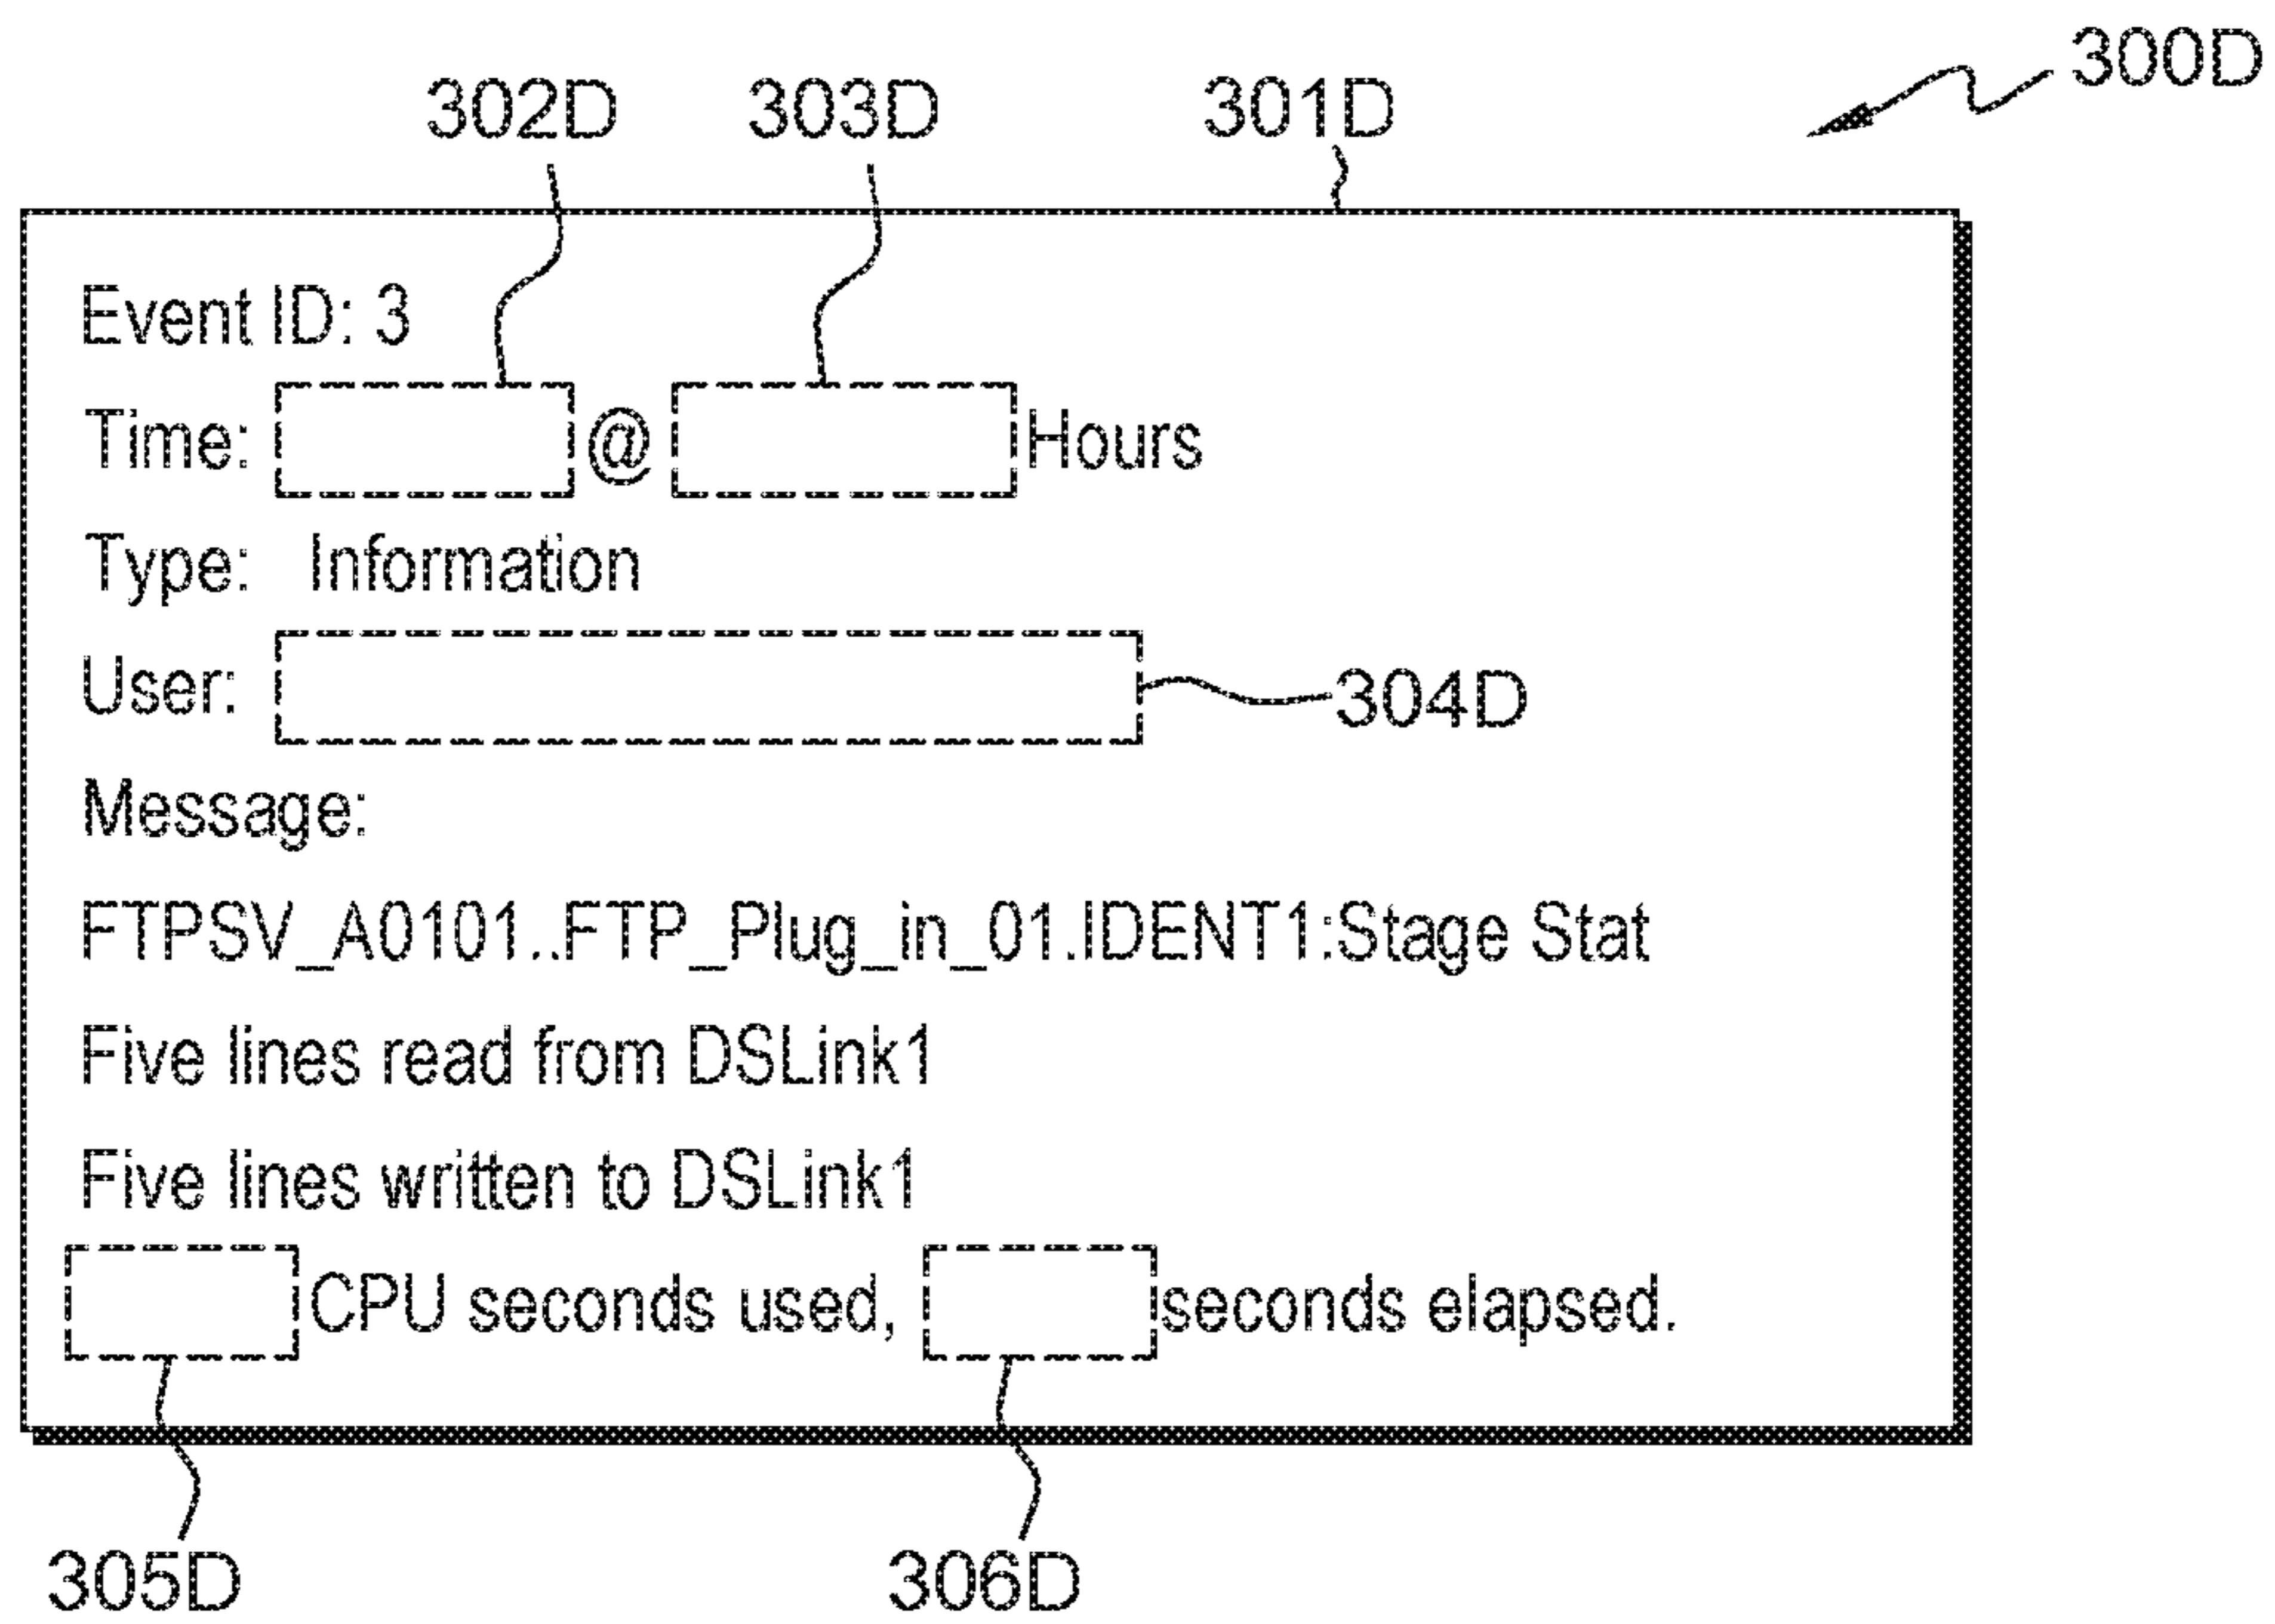 300D
302D 303D 301D
Event ID: 3
Time: @ Hours
Type: Information
User:
304D
Message:
FTPSV_A0101..FTP_Plug_in_01.IDENT1:Stage Stat
Five lines read from DSLink1
Five lines written to DSLink1
CPU seconds used, seconds elapsed.
305D 306D